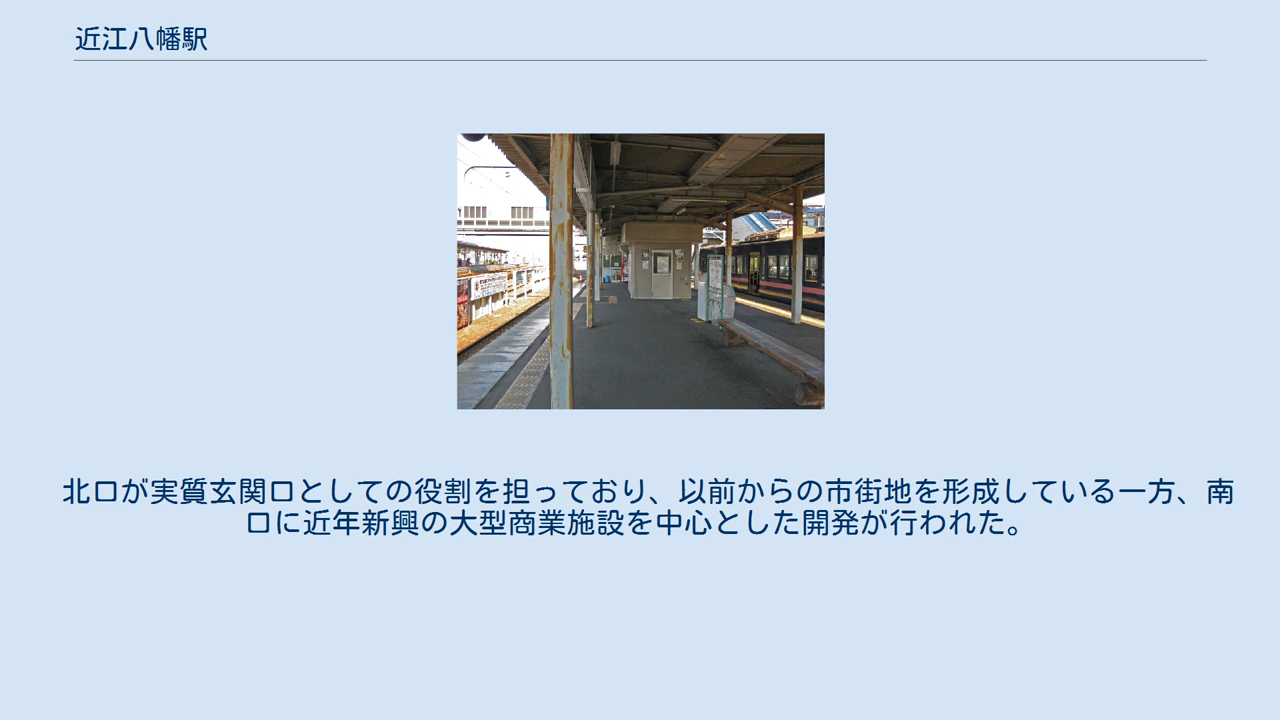 近江八幡駅
北口が実質玄関口としての役割を担っており、以前からの市街地を形成している一方、南
口に近年新興の大型商業施設を中心とした開発が行われた。